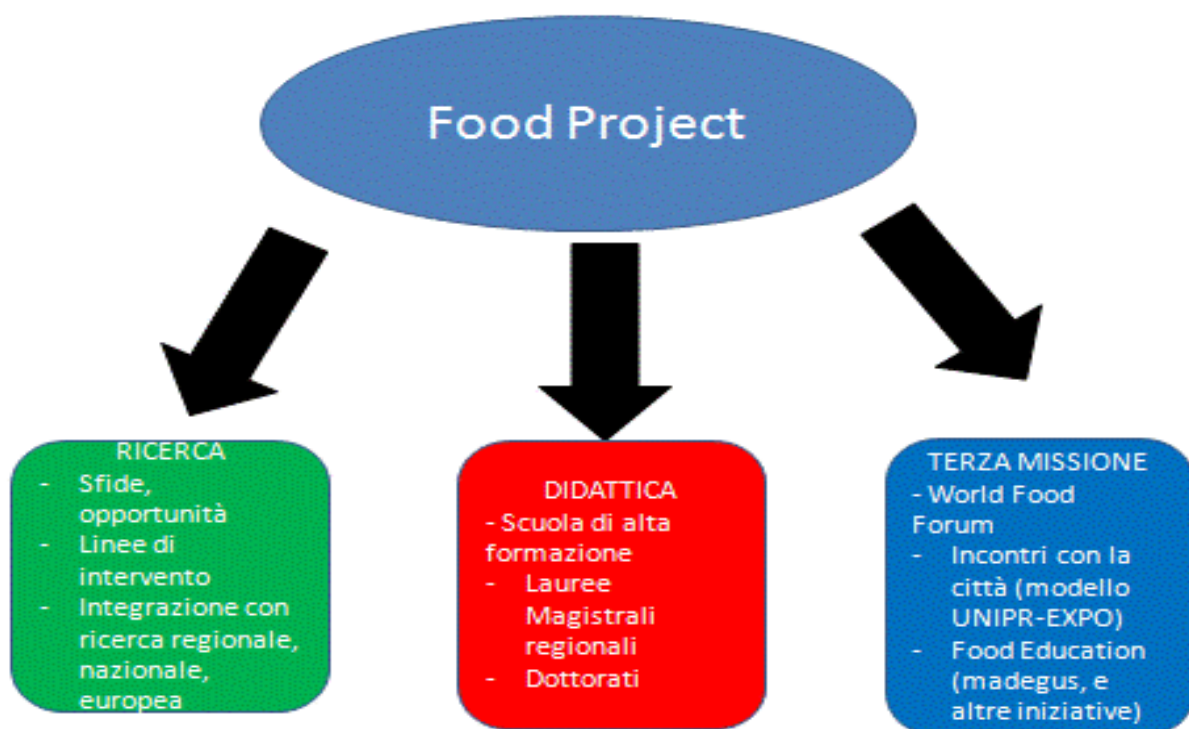 Food Project
RICERCA
- Sfide,
opportunità
- Linee di
intervento
- Integrazione con
ricerca regionale,
nazionale,
europea
DIDATTICA
- Scuola di alta
formazione
- Lauree
Magistrali
regionali
- Dottorati
TERZA MISSIONE
- World Food
Forum
- Incontri con la
città (modello
UNIPR-EXPO)
- Food Education
(madegus, e
altre iniziative)